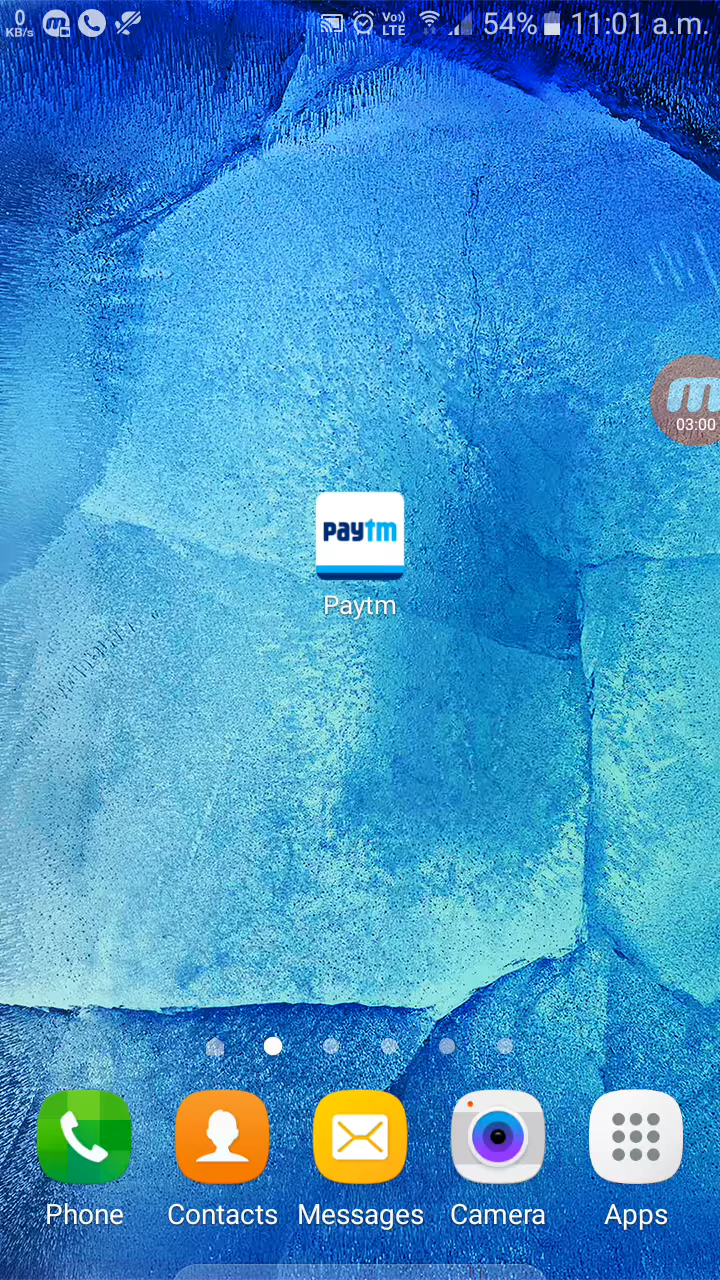 0
KB/s
Vo))
LTE
54%
11:01 a.m.
03:00
paytm
Paytm
Phone
Contacts
Messages
Camera
Apps